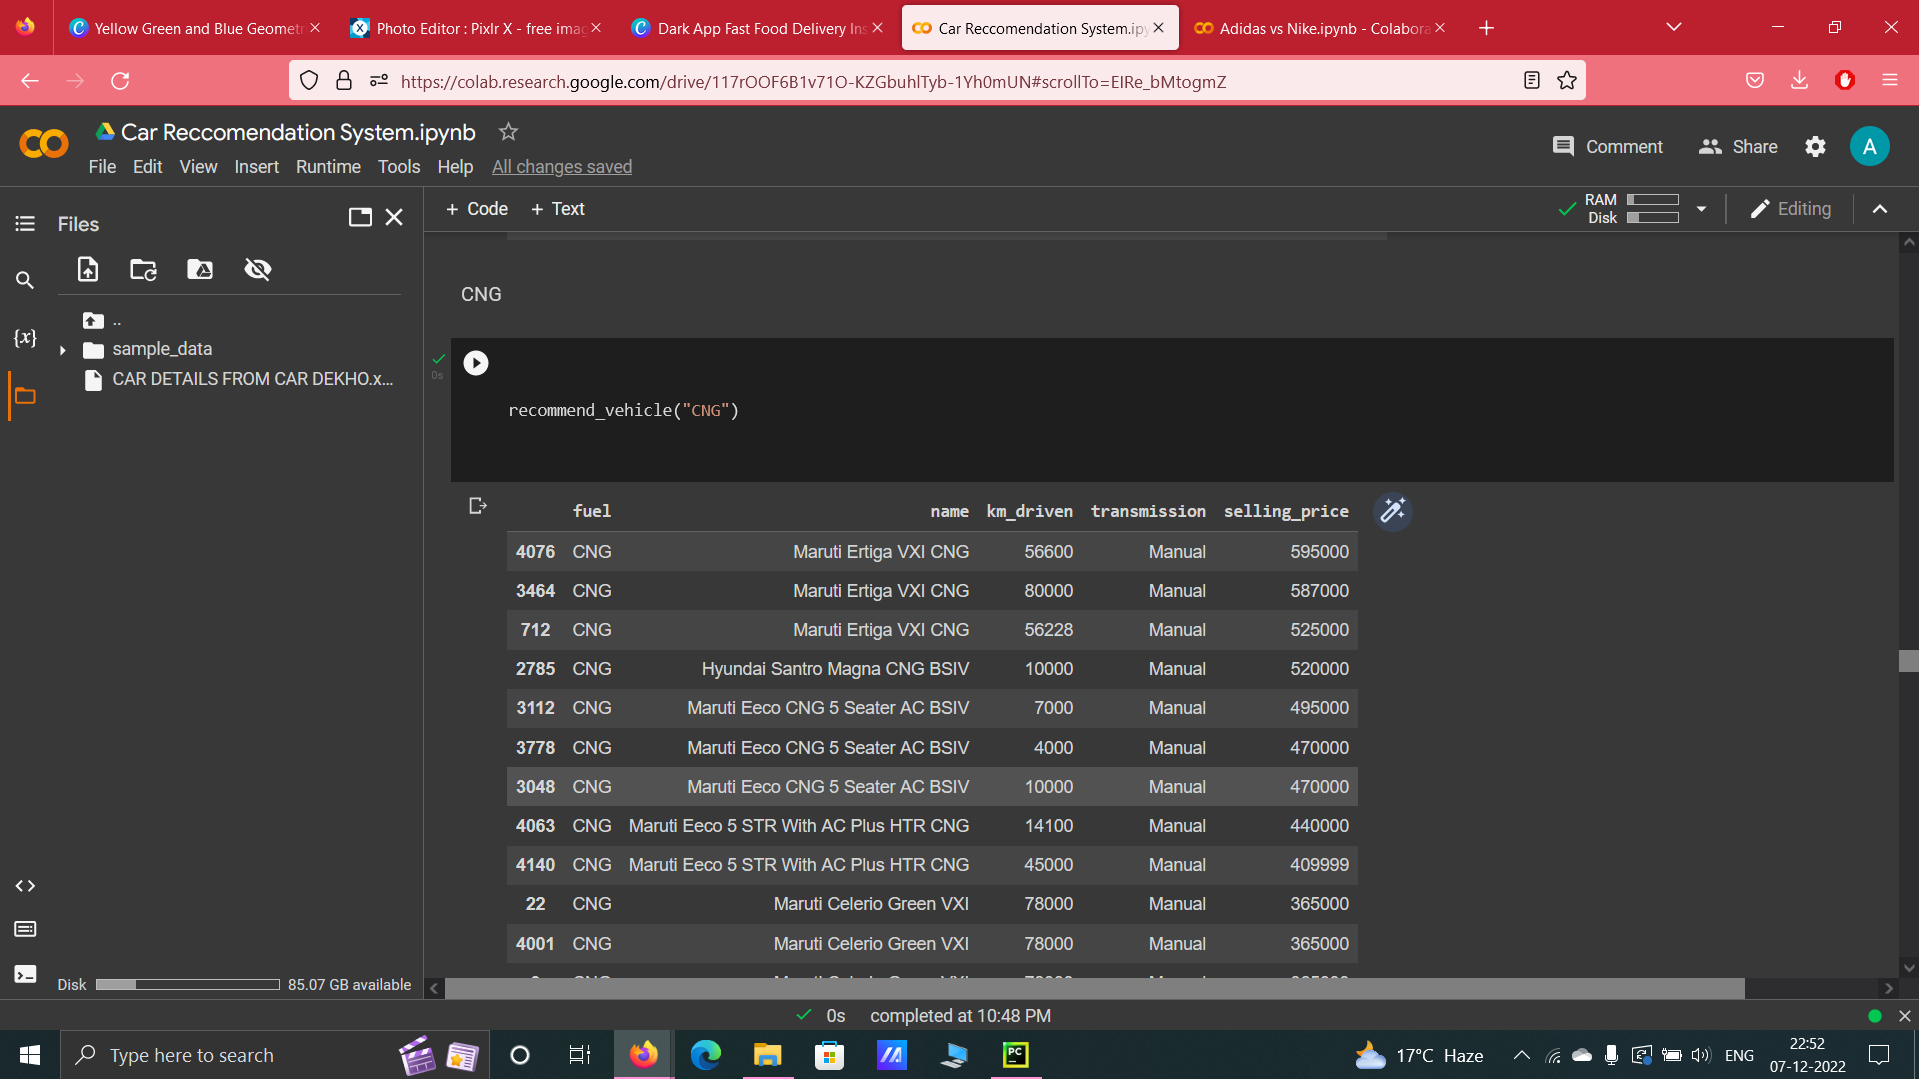 Yellow Green and Blue Geometr
Photo Editor : Pixlr X - free imag
Dark App Fast Food Delivery Ins
Car Reccomendation System.ipy
Adidas vs Nike.ipynb - Colabora
https://colab.research.google.com/drive/117rOOF6B1v71O-KZGbuhlTyb-1Yh0mUN#scrollTo=EIRe_bMtogmZ
Car Reccomendation System.ipynb
File Edit View Insert Runtime Tools Help All changes saved
Comment Share A
Files
+ Code + Text
RAM
Disk
Editing
..
sample_data
CAR DETAILS FROM CAR DEKHO.x...
{x}
CNG
0s
recommend_vehicle("CNG")
fuel name km_driven transmission selling_price
4076 CNG Maruti Ertiga VXI CNG 56600 Manual 595000
3464 CNG Maruti Ertiga VXI CNG 80000 Manual 587000
712 CNG Maruti Ertiga VXI CNG 56228 Manual 525000
2785 CNG Hyundai Santro Magna CNG BSIV 10000 Manual 520000
3112 CNG Maruti Eeco CNG 5 Seater AC BSIV 7000 Manual 495000
3778 CNG Maruti Eeco CNG 5 Seater AC BSIV 4000 Manual 470000
3048 CNG Maruti Eeco CNG 5 Seater AC BSIV 10000 Manual 470000
4063 CNG Maruti Eeco 5 STR With AC Plus HTR CNG 14100 Manual 440000
4140 CNG Maruti Eeco 5 STR With AC Plus HTR CNG 45000 Manual 409999
22 CNG Maruti Celerio Green VXI 78000 Manual 365000
4001 CNG Maruti Celerio Green VXI 78000 Manual 365000
Disk 85.07 GB available
0s completed at 10:48 PM
Type here to search
PC
17°C Haze
ENG
22:52
07-12-2022